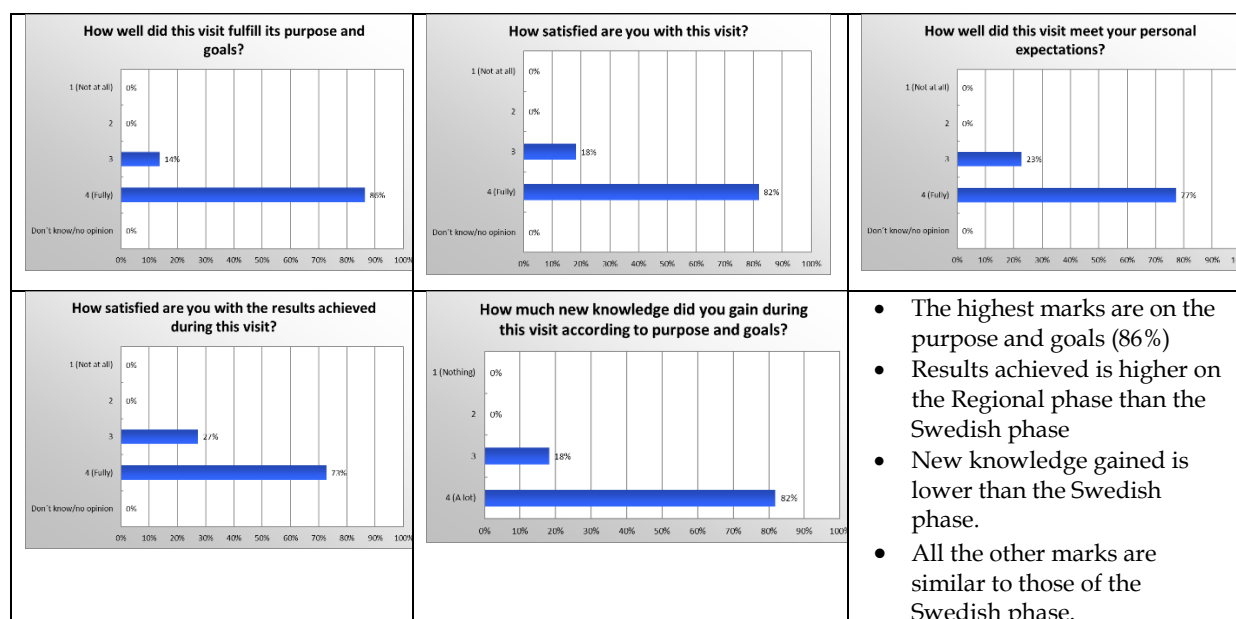 How well did this visit fulfill its purpose and
goals?
1 (Not at all)
0%
2
0%
3
14%
4 (Fully)
86%
Don´t know/no opinion
0%
0% 10% 20% 30% 40% 50% 60% 70% 80% 90% 100%
How satisfied are you with this visit?
1 (Not at all)
0%
2
0%
3
18%
4 (Fully)
82%
Don´t know/no opinion
0%
0% 10% 20% 30% 40% 50% 60% 70% 80% 90% 100%
How well did this visit meet your personal
expectations?
1 (Not at all)
0%
2
0%
3
23%
4 (Fully)
77%
Don´t know/no opinion
0%
0% 10% 20% 30% 40% 50% 60% 70% 80% 90%
How satisfied are you with the results achieved
during this visit?
1 (Not at all)
0%
2
0%
3
27%
4 (Fully)
73%
Don´t know/no opinion
0%
0% 10% 20% 30% 40% 50% 60% 70% 80% 90% 100%
How much new knowledge did you gain during
this visit according to purpose and goals?
1 (Nothing)
0%
2
0%
3
18%
4 (A lot)
82%
0% 10% 20% 30% 40% 50% 60% 70% 80% 90% 100%
• The highest marks are on the
purpose and goals (86%)
• Results achieved is higher on
the Regional phase than the
Swedish phase
• New knowledge gained is
lower than the Swedish
phase.
• All the other marks are
similar to those of the
Swedish phase.